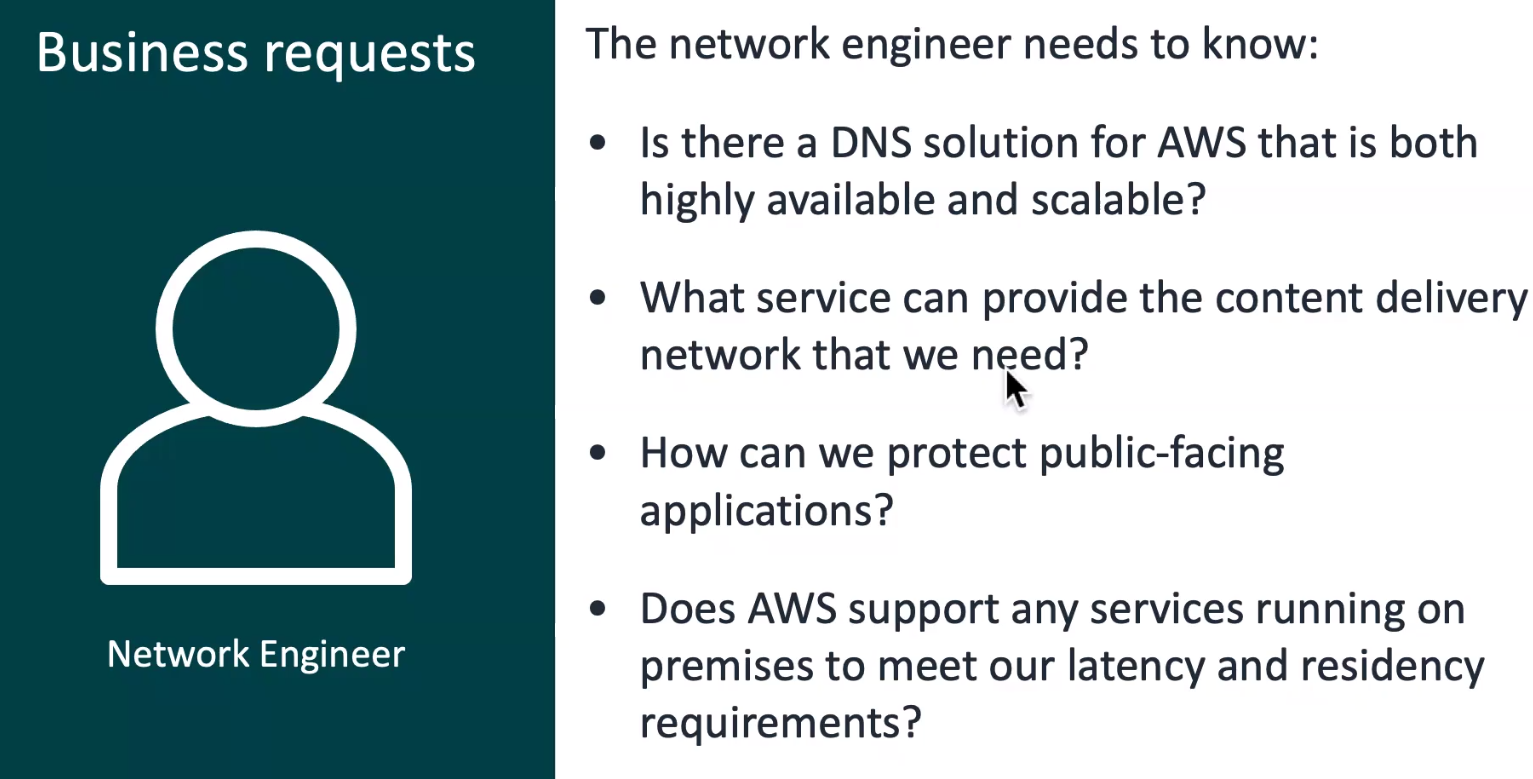 Business requests
Network Engineer
The network engineer needs to know:
• Is there a DNS solution for AWS that is both
highly available and scalable?
• What service can provide the content delivery
network that we need?
• How can we protect public-facing
applications?
• Does AWS support any services running on
premises to meet our latency and residency
requirements?